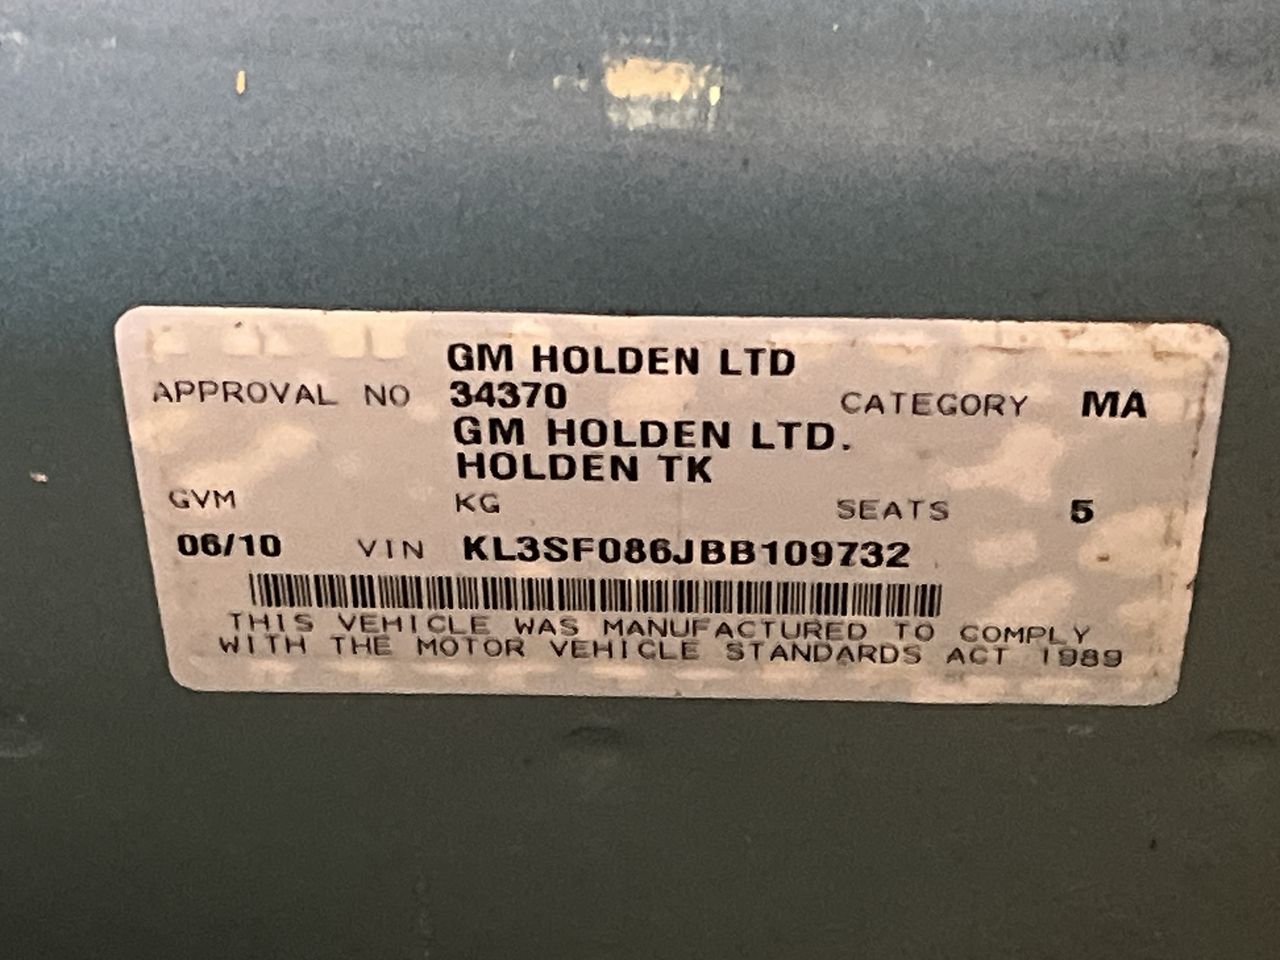 GM HOLDEN LTD
APPROVAL NO 34370 CATEGORY MA
GM HOLDEN LTD.
HOLDEN TK
GVM KG SEATS 5
06/10 VIN KL3SF086JBB109732
THIS VEHICLE WAS MANUFACTURED TO COMPLY
WITH THE MOTOR VEHICLE STANDARDS ACT 1989